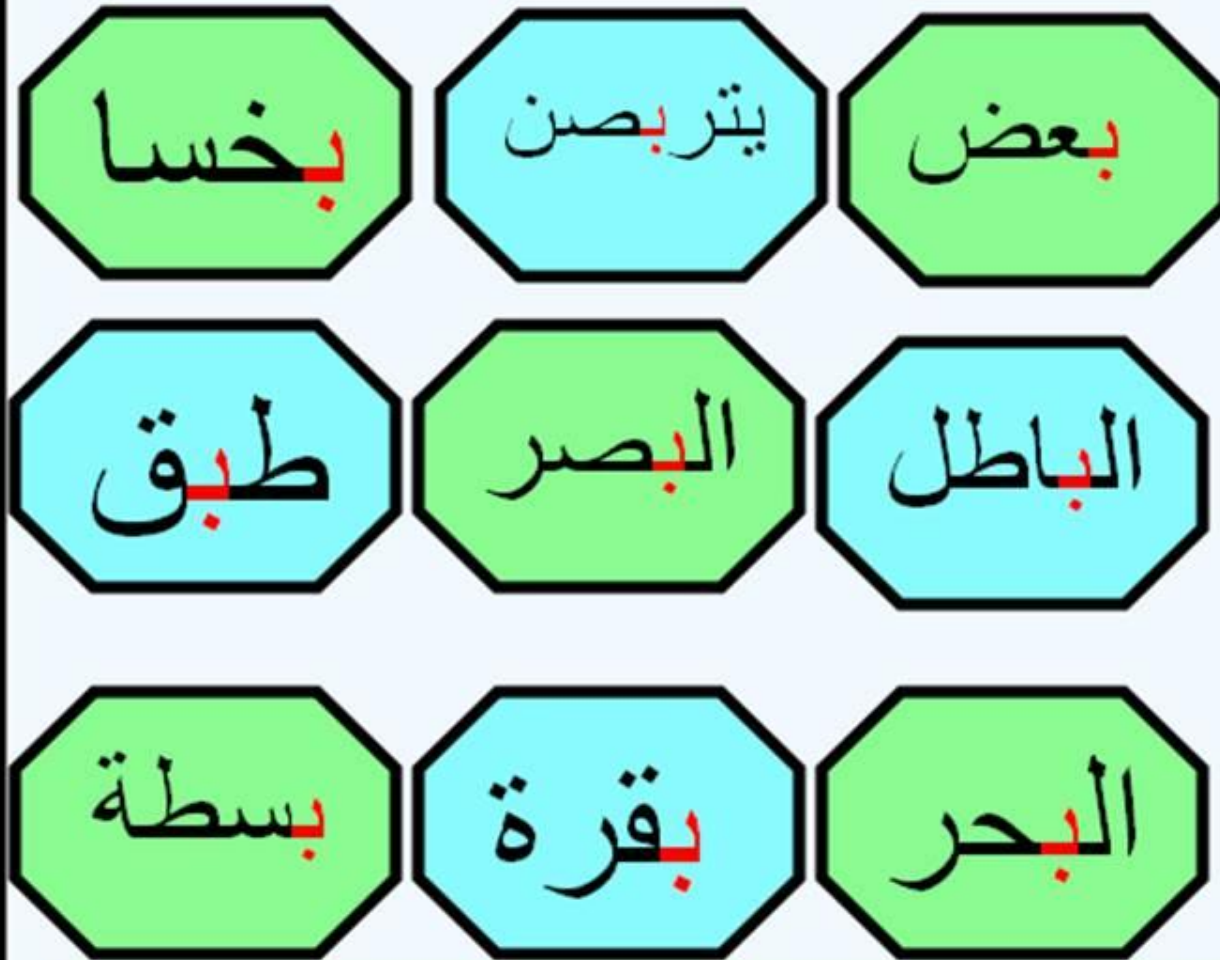 بعض
يتربصن
بخسا
الباطل
البصر
طبق
البحر
بقرة
بسطة